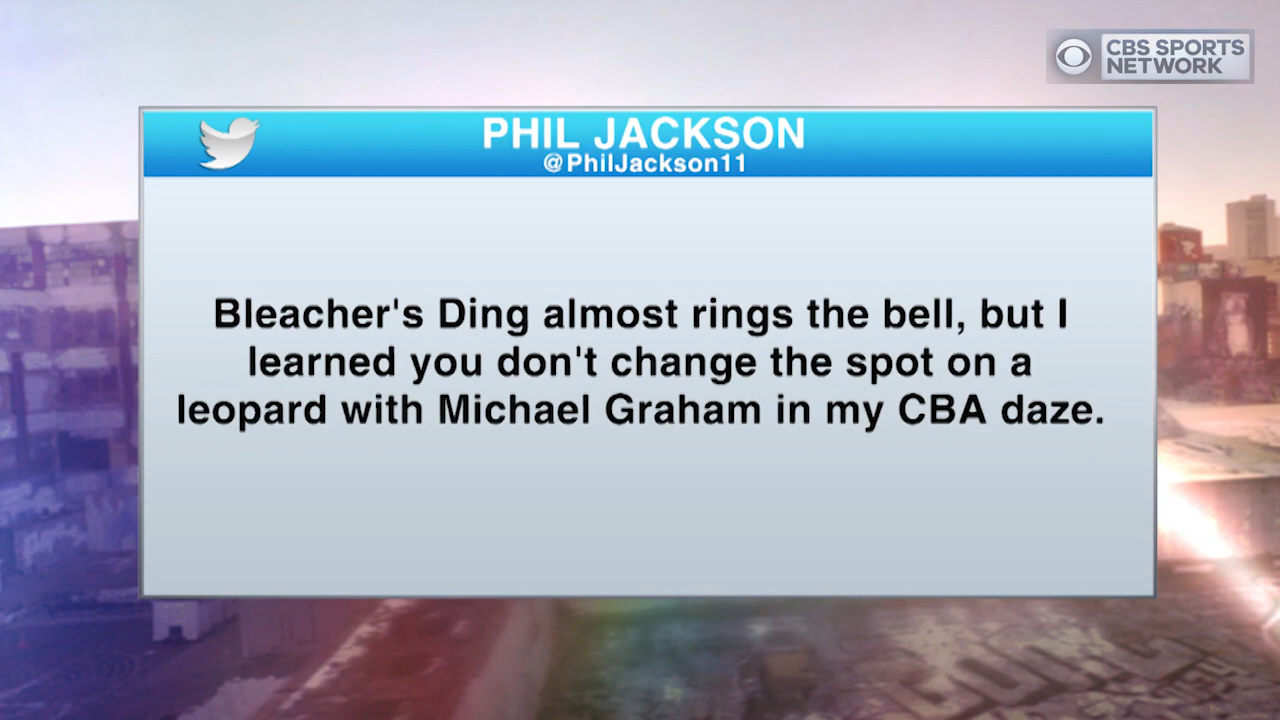 CBS SPORTS
NETWORK
PHIL JACKSON
@PhilJackson11
Bleacher's Ding almost rings the bell, but I
learned you don't change the spot on a
leopard with Michael Graham in my CBA daze.